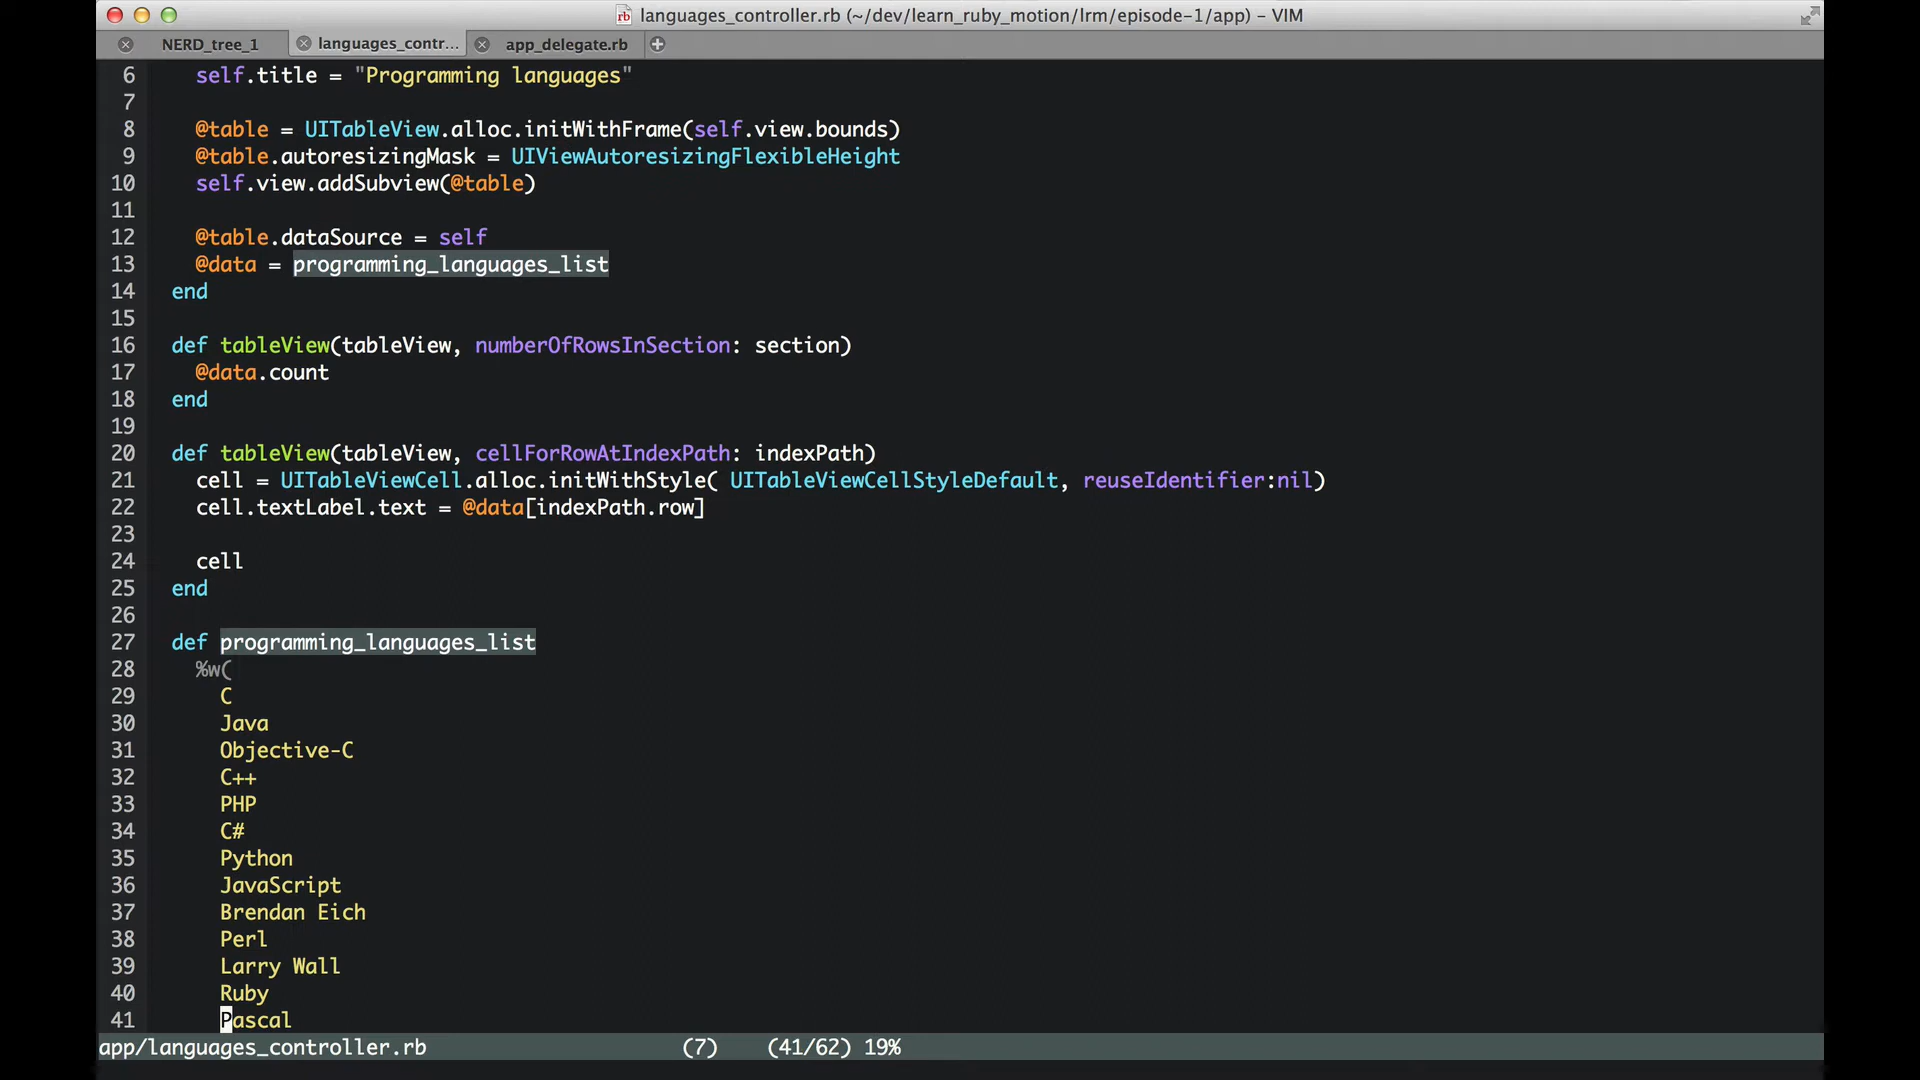 languages_controller.rb (~/dev/learn_ruby_motion/lrm/episode-1/app) – VIM
NERD_tree_1 languages_contr... app_delegate.rb
6 self.title = "Programming languages"
7
8 @table = UITableView.alloc.initWithFrame(self.view.bounds)
9 @table.autoresizingMask = UIViewAutoresizingFlexibleHeight
10 self.view.addSubview(@table)
11
12 @table.dataSource = self
13 @data = programming_languages_list
14 end
15
16 def tableView(tableView, numberOfRowsInSection: section)
17 @data.count
18 end
19
20 def tableView(tableView, cellForRowAtIndexPath: indexPath)
21 cell = UITableViewCell.alloc.initWithStyle( UITableViewCellStyleDefault, reuseIdentifier:nil)
22 cell.textLabel.text = @data[indexPath.row]
23
24 cell
25 end
26
27 def programming_languages_list
28 %w(
29 C
30 Java
31 Objective-C
32 C++
33 PHP
34 C#
35 Python
36 JavaScript
37 Brendan Eich
38 Perl
39 Larry Wall
40 Ruby
41 Pascal
app/languages_controller.rb (7) (41/62) 19%